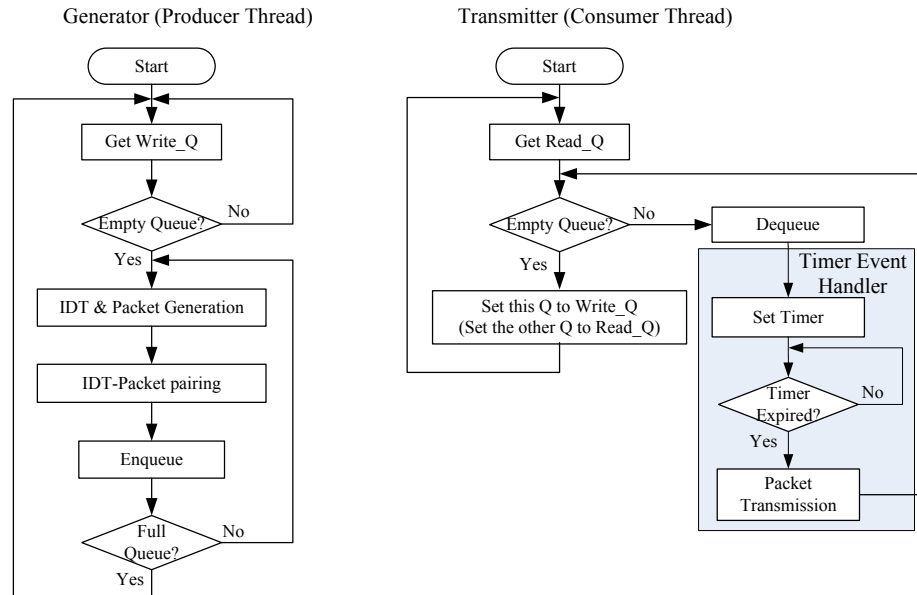 Generator (Producer Thread)
Start
Get Write_Q
Empty Queue?
No
Yes
IDT & Packet Generation
IDT-Packet pairing
Enqueue
Full
Queue?
No
Yes
Transmitter (Consumer Thread)
Start
Get Read_Q
Empty Queue?
No
Yes
Set this Q to Write_Q
(Set the other Q to Read_Q)
Dequeue
Timer Event
Handler
Set Timer
Timer
Expired?
No
Yes
Packet
Transmission